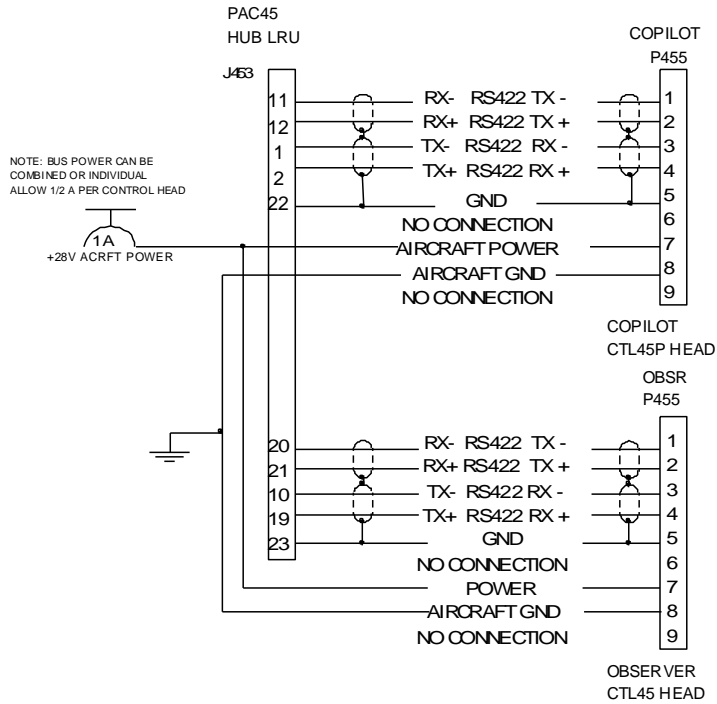 PAC45
HUB LRU
J453
COPILOT
P455
11 RX- RS422 TX - 1
12 RX+ RS422 TX + 2
1 TX- RS422 RX - 3
2 TX+ RS422 RX + 4
22 GND 5
NO CONNECTION 6
AIRCRAFT POWER 7
AIRCRAFT GND 8
NO CONNECTION 9
NOTE: BUS POWER CAN BE
COMBINED OR INDIVIDUAL
ALLOW 1/2 A PER CONTROL HEAD
1A
+28V ACRFT POWER
COPILOT
CTL45P HEAD
OBSR
P455
20 RX- RS422 TX - 1
21 RX+ RS422 TX + 2
10 TX- RS422 RX - 3
19 TX+ RS422 RX + 4
23 GND 5
NO CONNECTION 6
POWER 7
AIRCRAFT GND 8
NO CONNECTION 9
OBSERVER
CTL45 HEAD